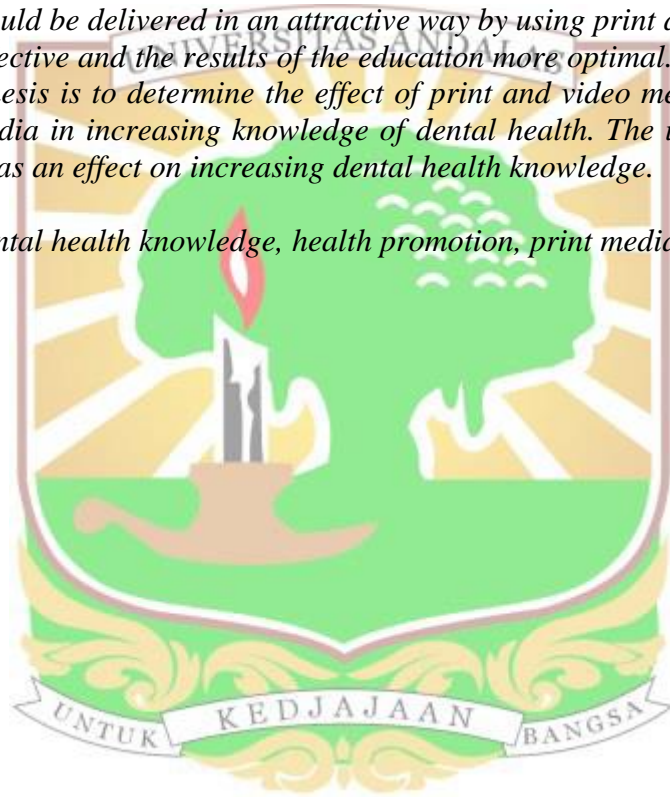 uld be delivered in an attractive way by using print
ective and the results of the education more optimal.
UNIVERSITAS ANDALAS
esis is to determine the effect of print and video me
dia in increasing knowledge of dental health. The
as an effect on increasing dental health knowledge.
ntal health knowledge, health promotion, print media
UNTUK KEDJAJAAN BANGSA